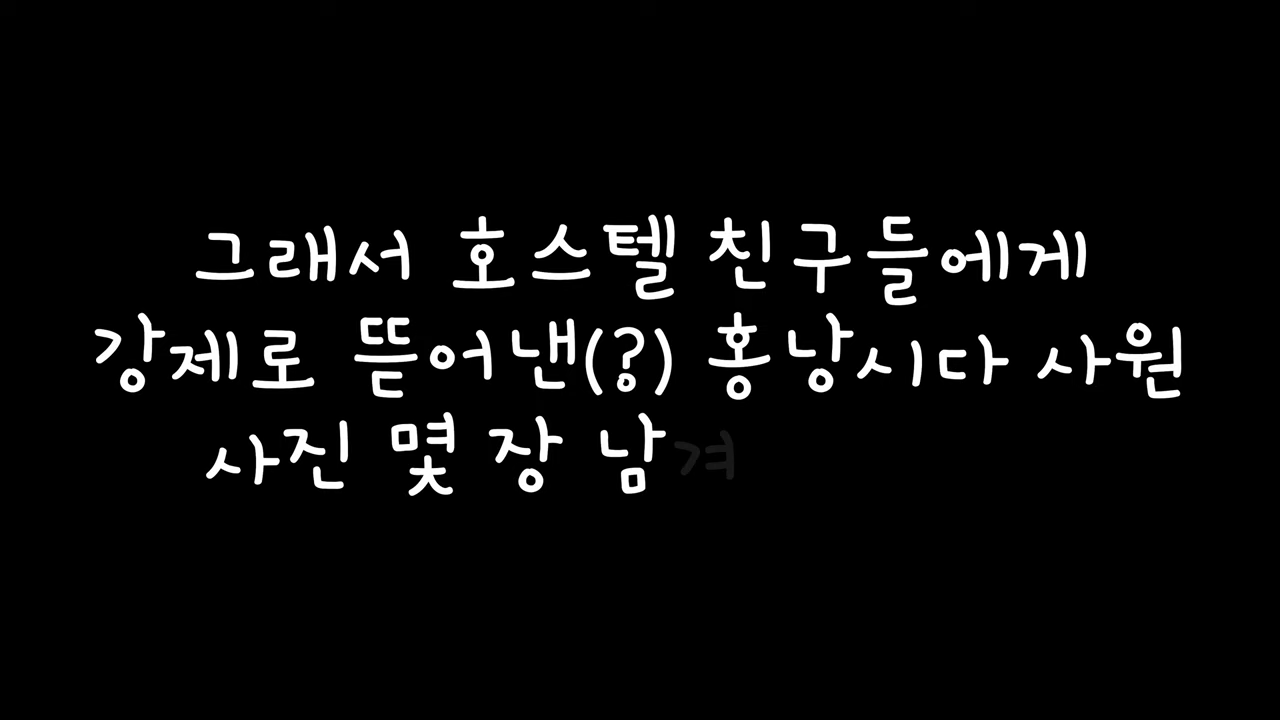 그래서 호스텔 친구들에게
강제로 뜯어낸(?) 홍낭시다 사원
사진 몇 장 남겨